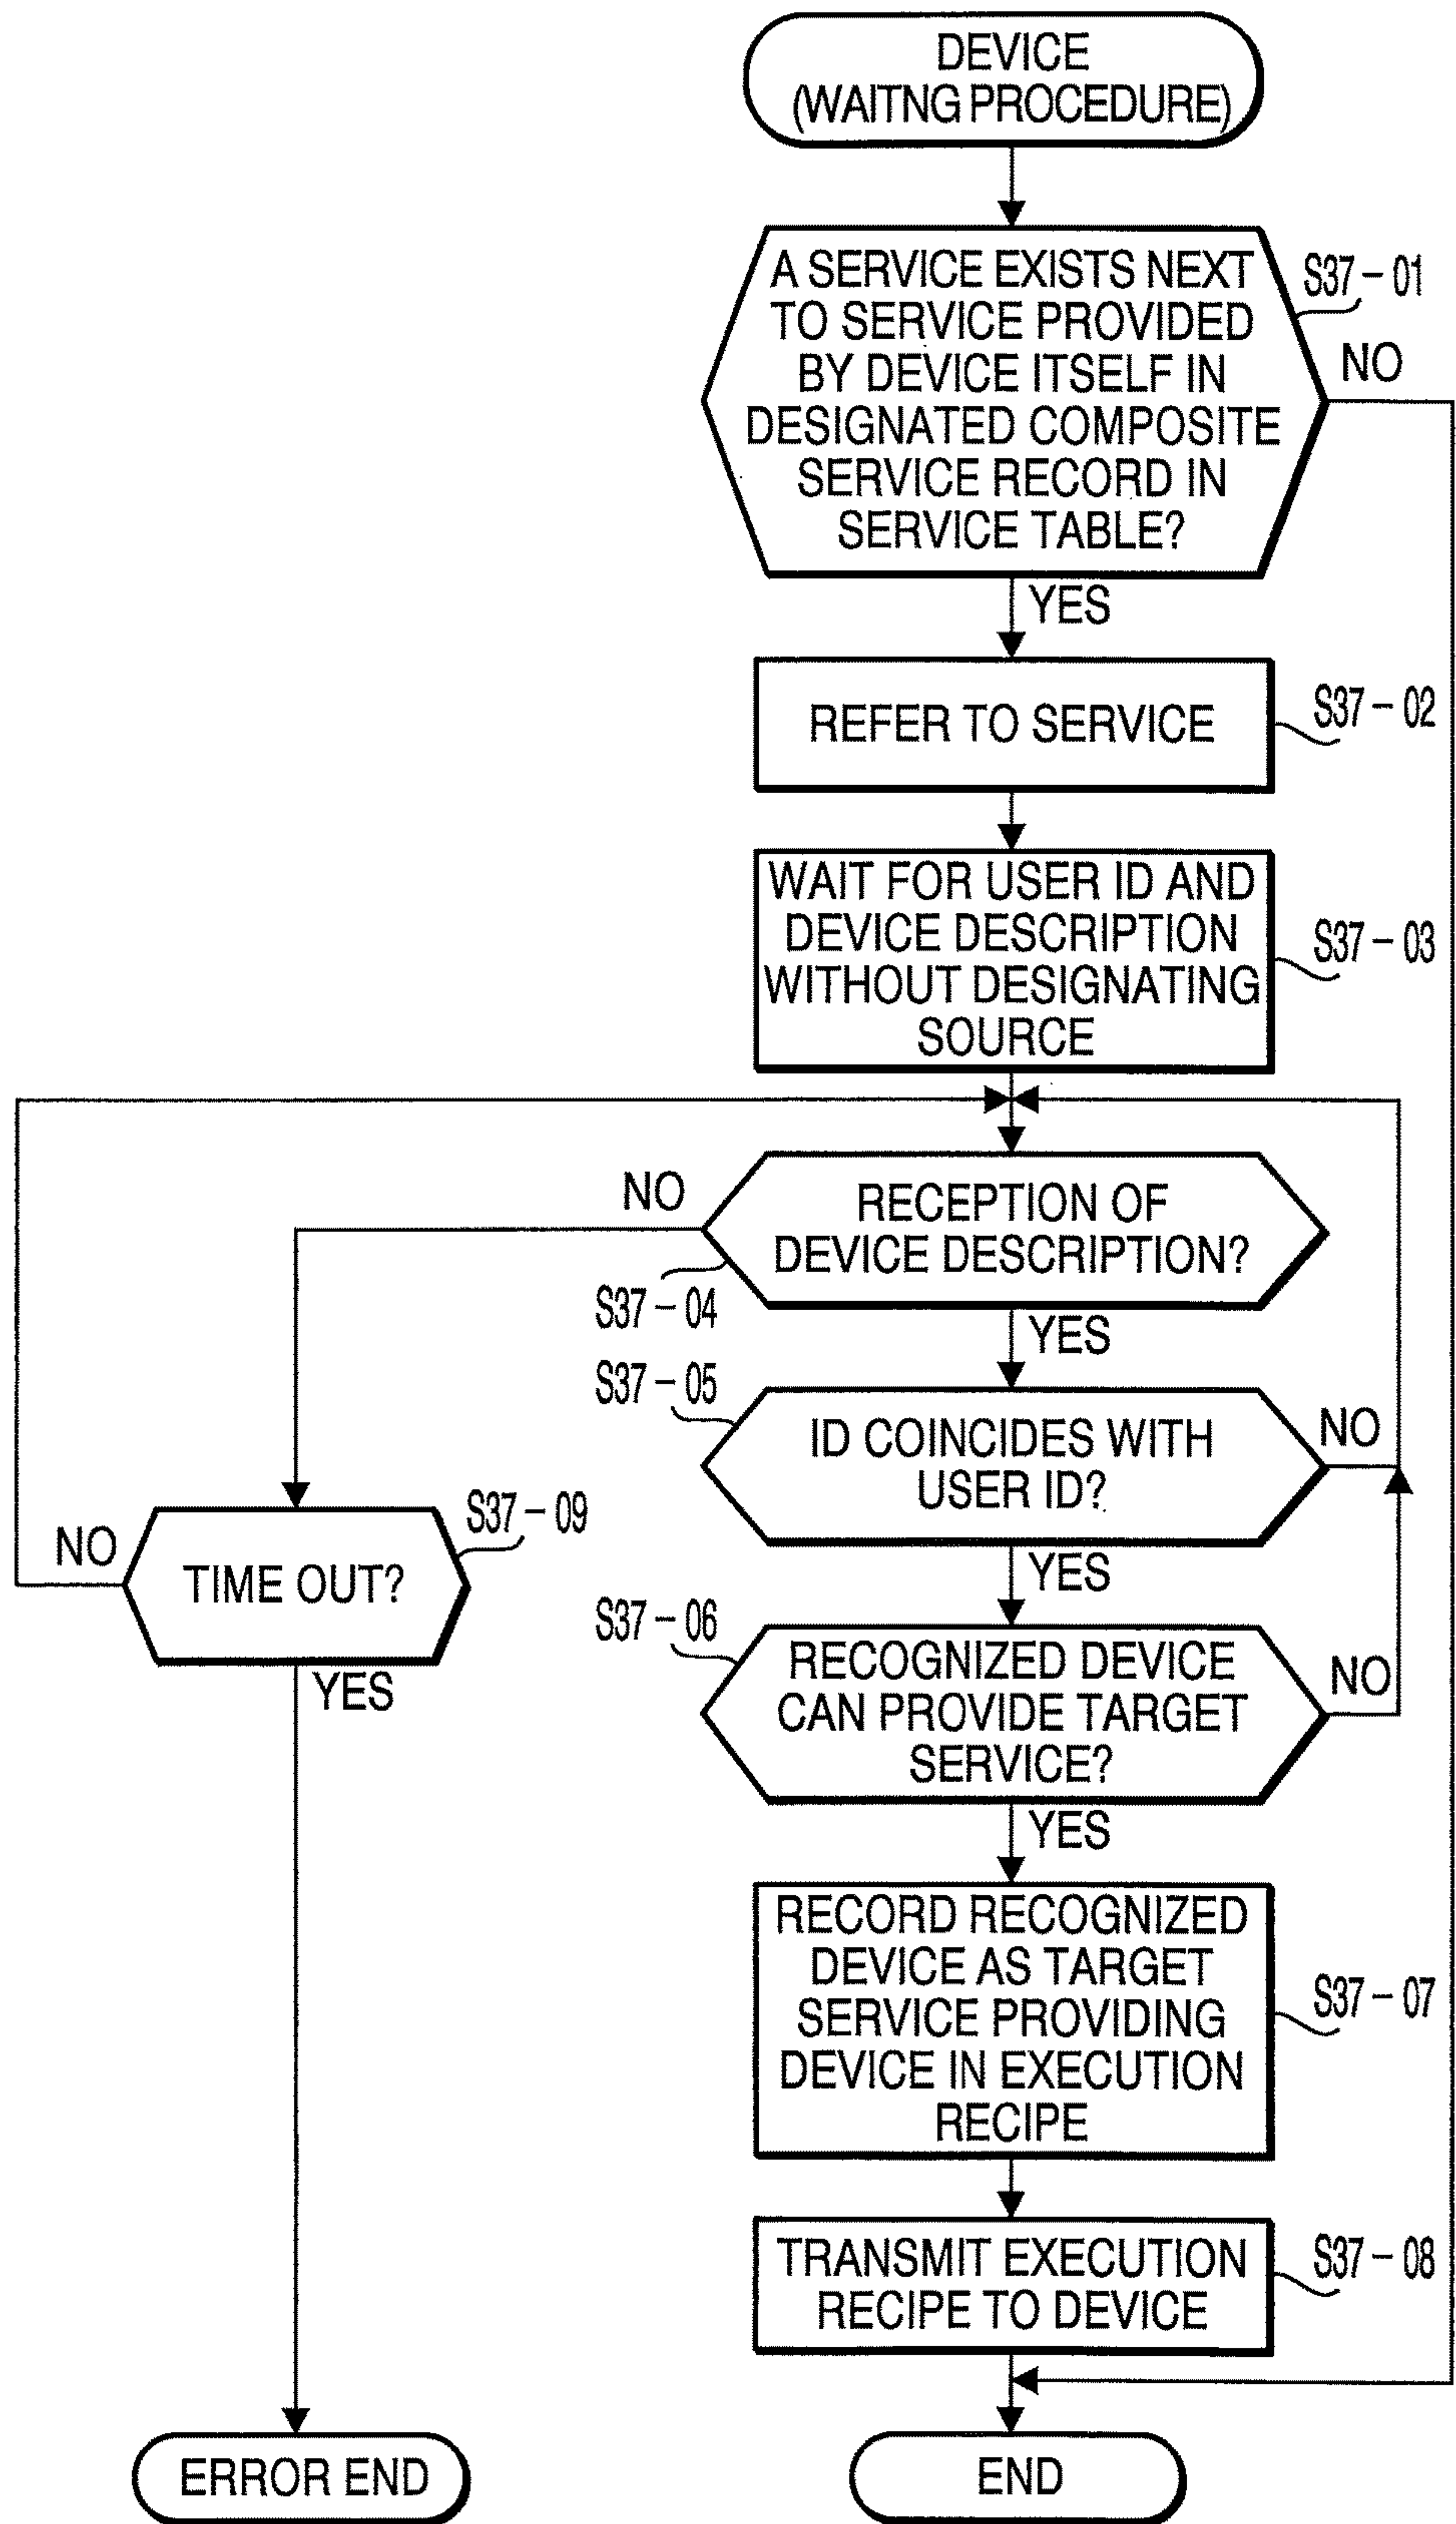 DEVICE
(WAITNG PROCEDURE)
A SERVICE EXISTS NEXT
TO SERVICE PROVIDED
BY DEVICE ITSELF IN
DESIGNATED COMPOSITE
SERVICE RECORD IN
SERVICE TABLE?
S37-01
NO
YES
REFER TO SERVICE
S37-02
WAIT FOR USER ID AND
DEVICE DESCRIPTION
WITHOUT DESIGNATING
SOURCE
S37-03
RECEPTION OF
DEVICE DESCRIPTION?
NO
S37-04
YES
S37-05
ID COINCIDES WITH
USER ID?
NO
YES
TIME OUT?
S37-09
NO
YES
S37-06
RECOGNIZED DEVICE
CAN PROVIDE TARGET
SERVICE?
NO
YES
RECORD RECOGNIZED
DEVICE AS TARGET
SERVICE PROVIDING
DEVICE IN EXECUTION
RECIPE
S37-07
TRANSMIT EXECUTION
RECIPE TO DEVICE
S37-08
ERROR END
END